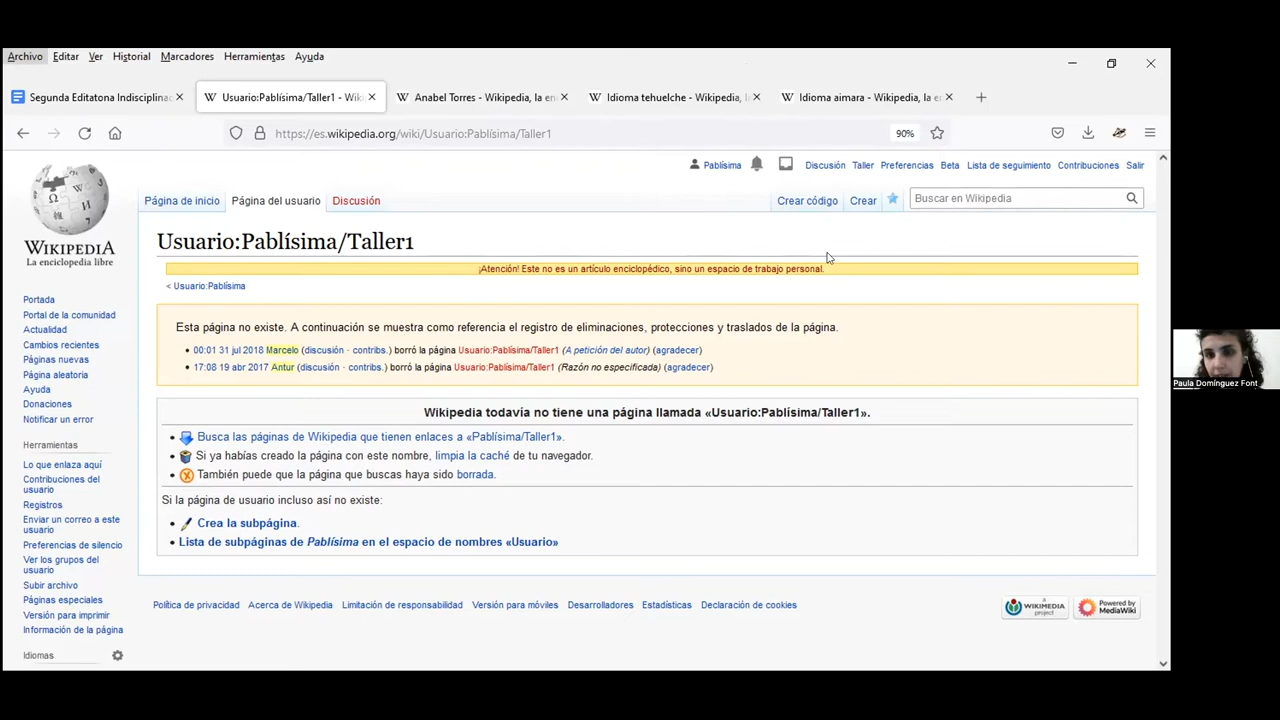 Archivo Editar Ver Historial Marcadores Herramientas Ayuda
Segunda Editatona Indisciplinac
Usuario:Pablísima/Taller1 - Wiki
Anabel Torres - Wikipedia, la en
Idioma tehuelche - Wikipedia, l
Idioma aimara - Wikipedia, la en
https://es.wikipedia.org/wiki/Usuario:Pablísima/Taller1
90%
Pablísima Discusión Taller Preferencias Beta Lista de seguimiento Contribuciones Salir
Página de inicio Página del usuario Discusión Crear código Crear Buscar en Wikipedia
WIKIPEDIA
La enciclopedia libre
Portada
Portal de la comunidad
Actualidad
Cambios recientes
Páginas nuevas
Página aleatoria
Ayuda
Donaciones
Notificar un error
Herramientas
Lo que enlaza aquí
Contribuciones del
usuario
Registros
Enviar un correo a este
usuario
Preferencias de silencio
Ver los grupos del
usuario
Subir archivo
Páginas especiales
Versión para imprimir
Información de la página
Idiomas
Usuario:Pablísima/Taller1
¡Atención! Este no es un artículo enciclopédico, sino un espacio de trabajo personal.
< Usuario:Pablísima
Esta página no existe. A continuación se muestra como referencia el registro de eliminaciones, protecciones y traslados de la página.
• 00:01 31 jul 2018 Marcelo (discusión · contribs.) borró la página Usuario:Pablísima/Taller1 (A petición del autor) (agradecer)
• 17:08 19 abr 2017 Antur (discusión · contribs.) borró la página Usuario:Pablísima/Taller1 (Razón no especificada) (agradecer)
Wikipedia todavía no tiene una página llamada «Usuario:Pablísima/Taller1».
• Busca las páginas de Wikipedia que tienen enlaces a «Pablísima/Taller1».
• Si ya habías creado la página con este nombre, limpia la caché de tu navegador.
• También puede que la página que buscas haya sido borrada.
Si la página de usuario incluso así no existe:
• Crea la subpágina.
• Lista de subpáginas de Pablísima en el espacio de nombres «Usuario»
Política de privacidad Acerca de Wikipedia Limitación de responsabilidad Versión para móviles Desarrolladores Estadísticas Declaración de cookies
A WIKIMEDIA project
Powered by MediaWiki
Paula Domínguez Font